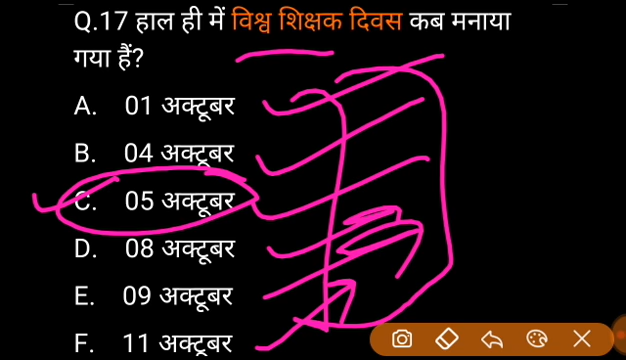 Q.17 हाल ही में विश्व शिक्षक दिवस कब मनाया
गया हैं?
A. 01 अक्टूबर
B. 04 अक्टूबर
C. 05 अक्टूबर
D. 08 अक्टूबर
E. 09 अक्टूबर
F. 11 अक्टूबर